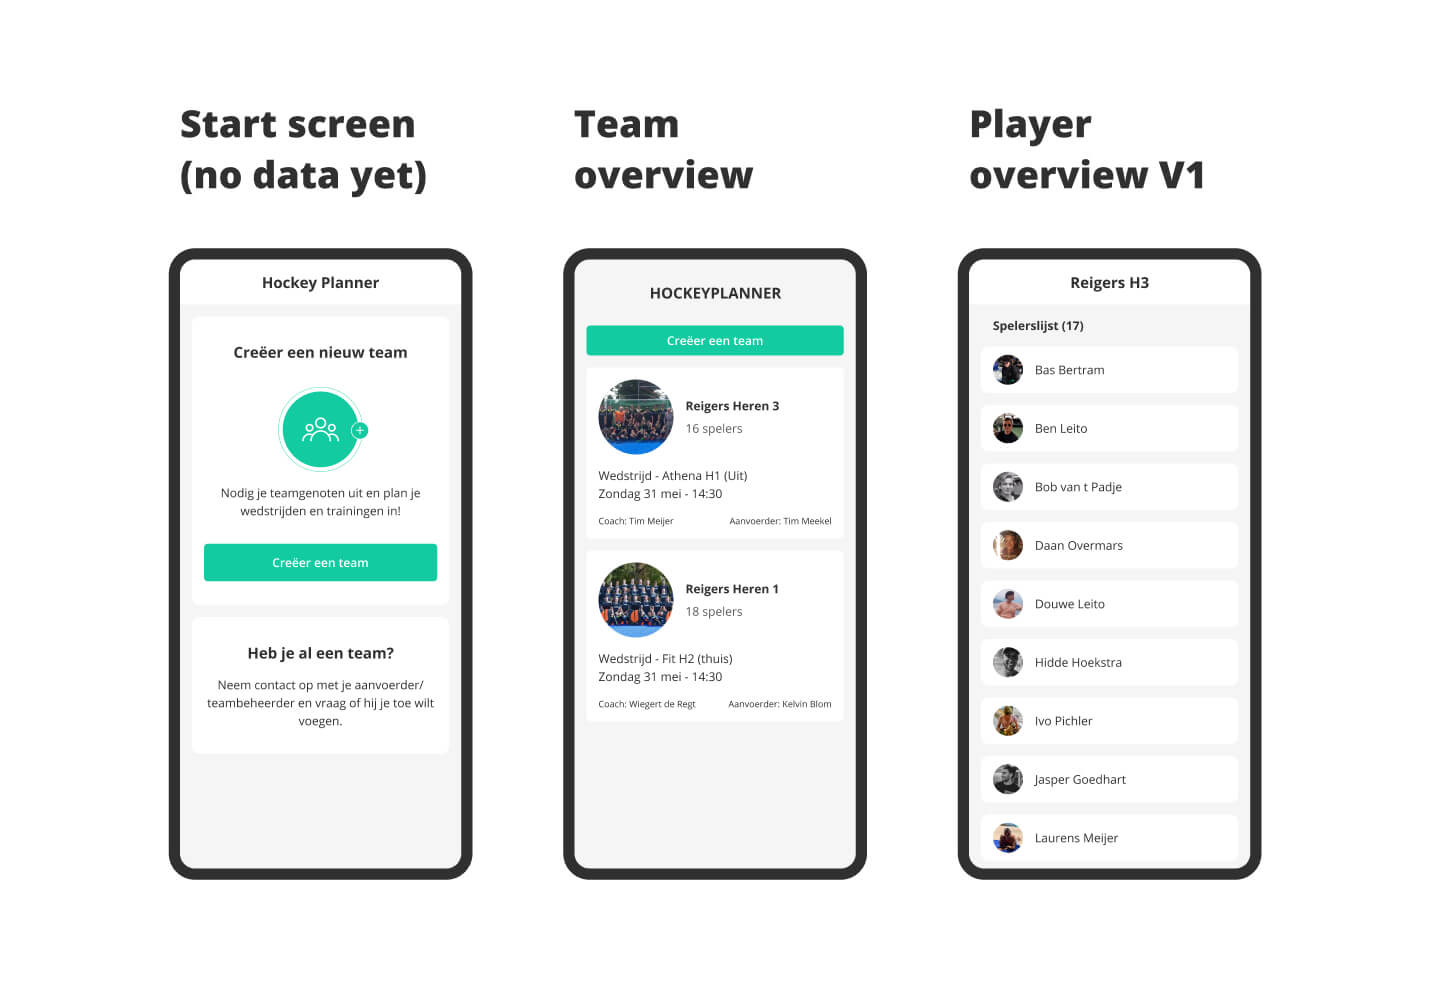 Start screen
(no data yet)
Team
overview
Player
overview V1
Hockey Planner
Creëer een nieuw team
Nodig je teamgenoten uit en plan je
wedstrijden en trainingen in!
Creëer een team
Heb je al een team?
Neem contact op met je aanvoerder/
teambeheerder en vraag of hij je toe wilt
voegen.
HOCKEYPLANNER
Creëer een team
Reigers Heren 3
16 spelers
Wedstrijd - Athena H1 (Uit)
Zondag 31 mei - 14:30
Coach: Tim Meijer
Aanvoerder: Tim Meekel
Reigers Heren 1
18 spelers
Wedstrijd - Fit H2 (thuis)
Zondag 31 mei - 14:30
Coach: Wiegert de Regt
Aanvoerder: Kelvin Blom
Reigers H3
Spelerslijst (17)
Bas Bertram
Ben Leito
Bob van t Padje
Daan Overmars
Douwe Leito
Hidde Hoekstra
Ivo Pichler
Jasper Goedhart
Laurens Meijer